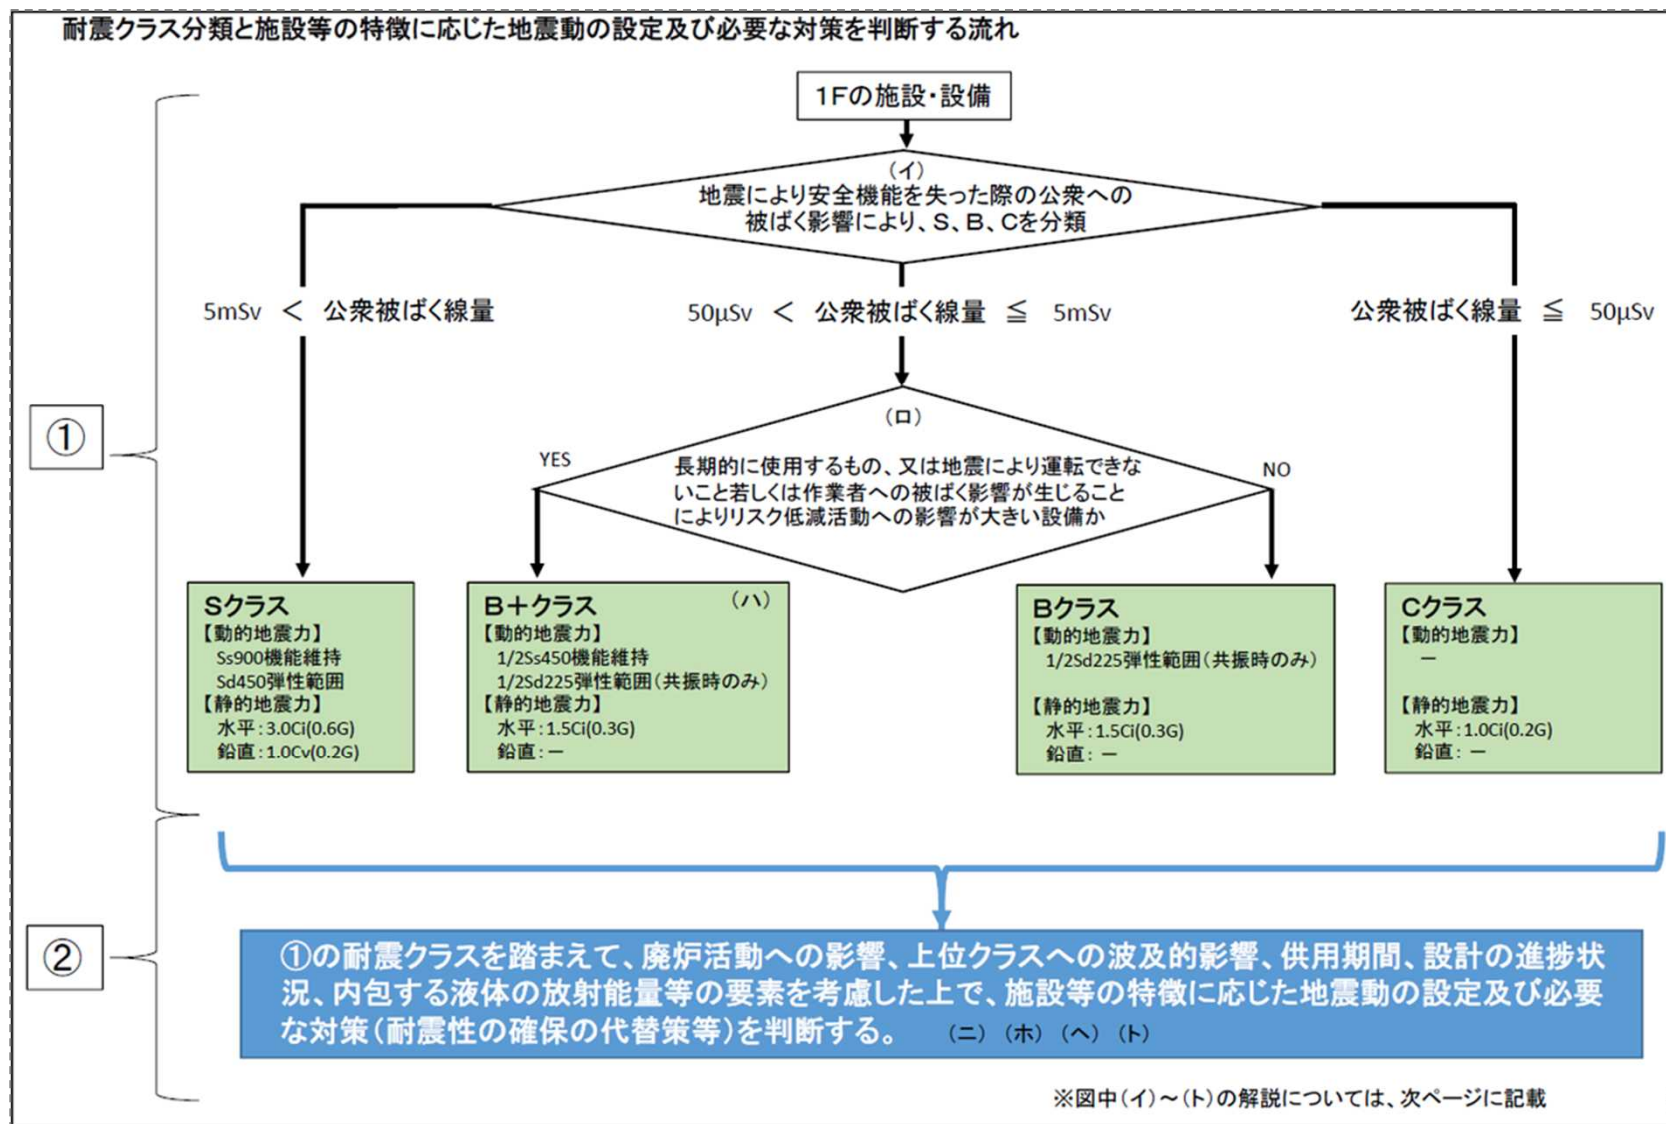 耐震クラス分類と施設等の特徴に応じた地震動の設定及び必要な対策を判断する流れ
1Fの施設・設備
(イ)
地震により安全機能を失った際の公衆への
被ばく影響により、S、B、Cを分類
5mSv ＜ 公衆被ばく線量
50μSv ＜ 公衆被ばく線量 ≦ 5mSv
公衆被ばく線量 ≦ 50μSv
①
(ロ)
YES
NO
長期的に使用するもの、又は地震により運転できな
いこと若しくは作業者への被ばく影響が生じること
によりリスク低減活動への影響が大きい設備か
Sクラス
【動的地震力】
Ss900機能維持
Sd450弾性範囲
【静的地震力】
水平：3.0Ci(0.6G)
鉛直：1.0Cv(0.2G)
B＋クラス (ハ)
【動的地震力】
1/2Ss450機能維持
1/2Sd225弾性範囲(共振時のみ)
【静的地震力】
水平：1.5Ci(0.3G)
鉛直：－
Bクラス
【動的地震力】
1/2Sd225弾性範囲(共振時のみ)
【静的地震力】
水平：1.5Ci(0.3G)
鉛直：－
Cクラス
【動的地震力】
－
【静的地震力】
水平：1.0Ci(0.2G)
鉛直：－
②
①の耐震クラスを踏まえて、廃炉活動への影響、上位クラスへの波及的影響、供用期間、設計の進捗状
況、内包する液体の放射能量等の要素を考慮した上で、施設等の特徴に応じた地震動の設定及び必要
な対策(耐震性の確保の代替策等)を判断する。 (ニ) (ホ) (ヘ) (ト)
※図中(イ)～(ト)の解説については、次ページに記載